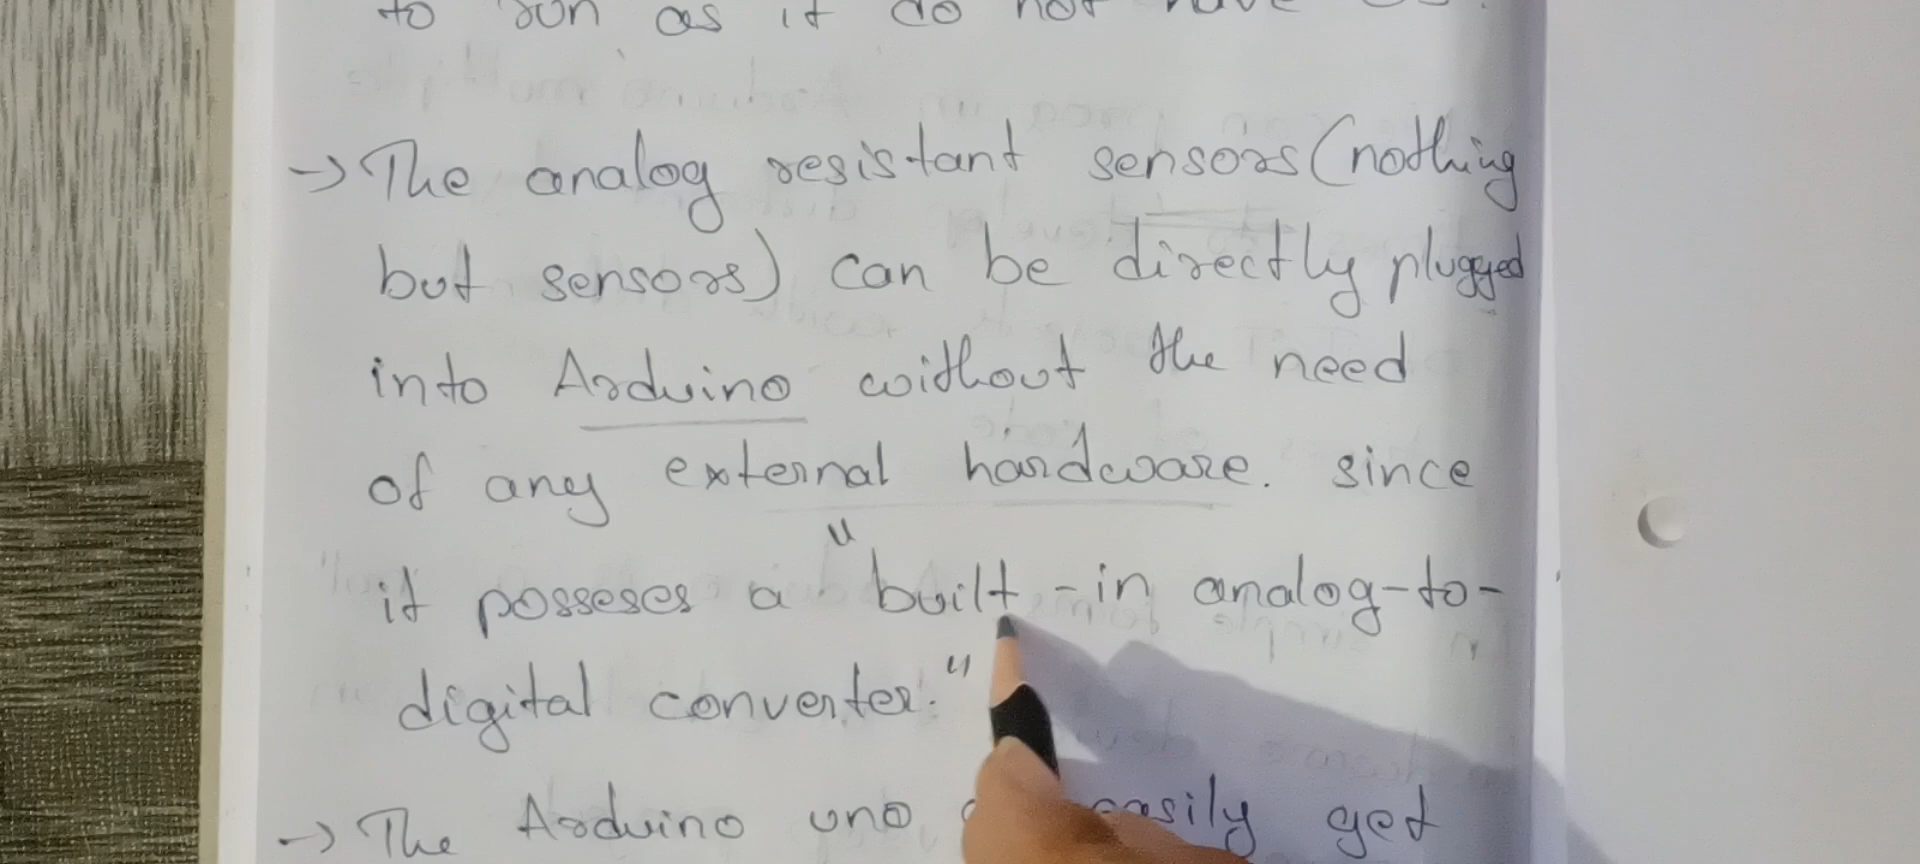 to run as it do not have OS.
→ The analog resistant sensors (nothing
but sensors) can be directly plugged
into Arduino without the need
of any external hardware. since
it posseses a "built-in analog-to-
digital converter."
→ The Arduino uno easily get